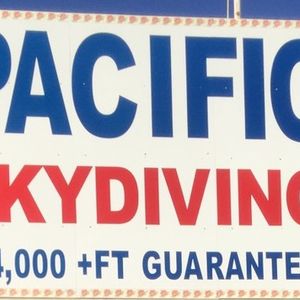 PACIFIC
KYDIVING
4,000 +FT GUARANTE